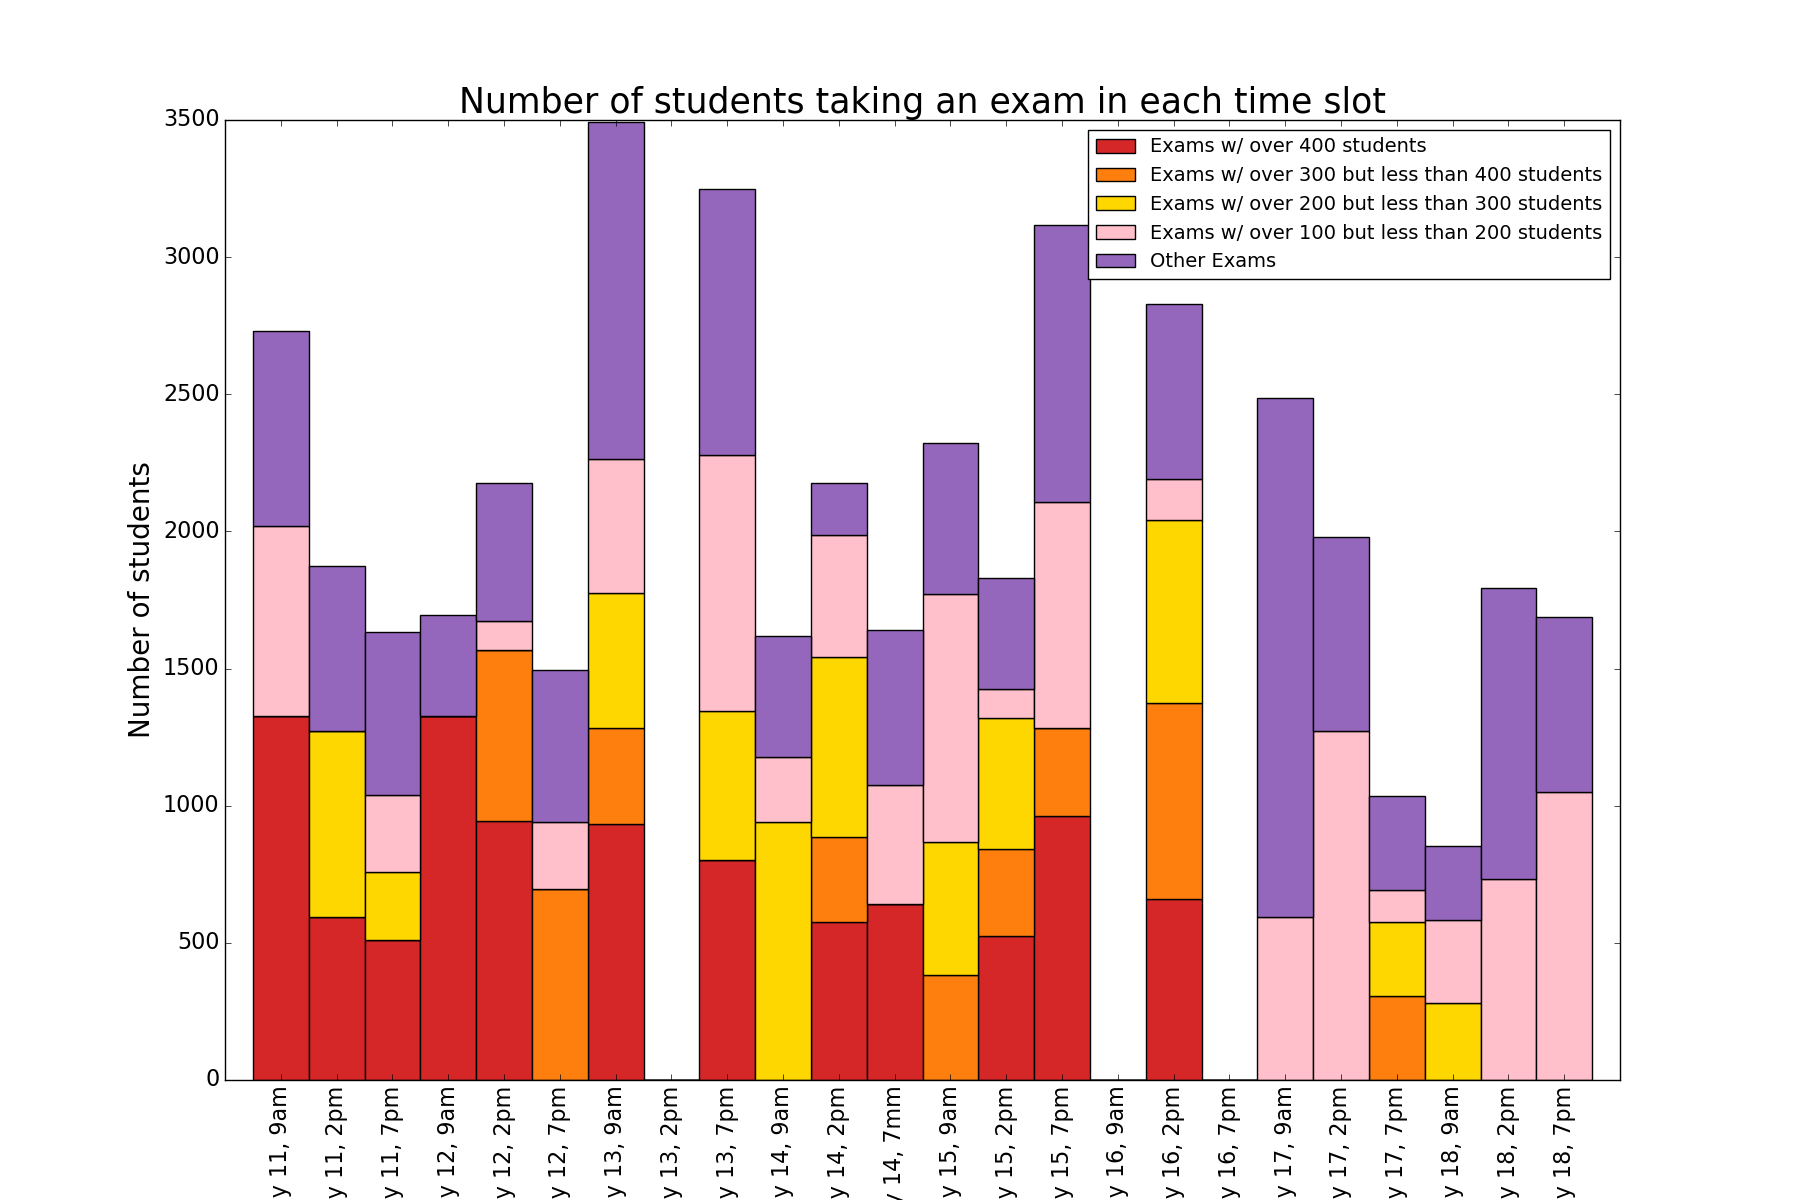 Number of students taking an exam in each time slot
Exams w/ over 400 students
Exams w/ over 300 but less than 400 students
Exams w/ over 200 but less than 300 students
Exams w/ over 100 but less than 200 students
Other Exams
Number of students
3500
3000
2500
2000
1500
1000
500
0
y 11, 9am
y 11, 2pm
y 11, 7pm
y 12, 9am
y 12, 2pm
y 12, 7pm
y 13, 9am
y 13, 2pm
y 13, 7pm
y 14, 9am
y 14, 2pm
y 14, 7mm
y 15, 9am
y 15, 2pm
y 15, 7pm
y 16, 9am
y 16, 2pm
y 16, 7pm
y 17, 9am
y 17, 2pm
y 17, 7pm
y 18, 9am
y 18, 2pm
y 18, 7pm